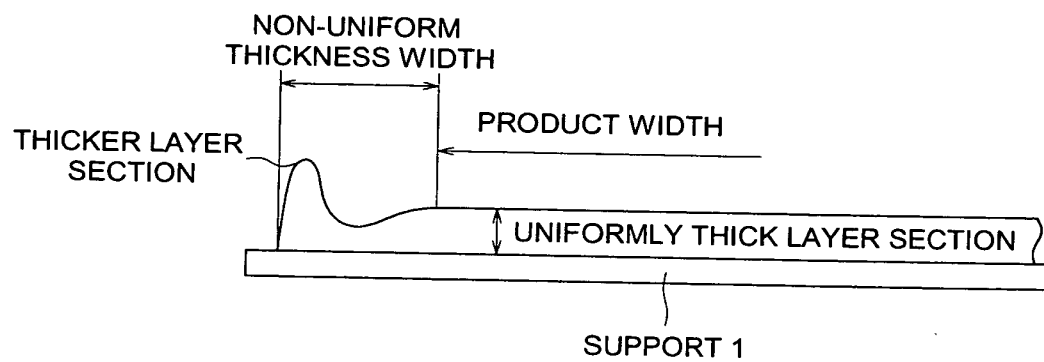 NON-UNIFORM
THICKNESS WIDTH
PRODUCT WIDTH
THICKER LAYER
SECTION
UNIFORMLY THICK LAYER SECTION
SUPPORT 1